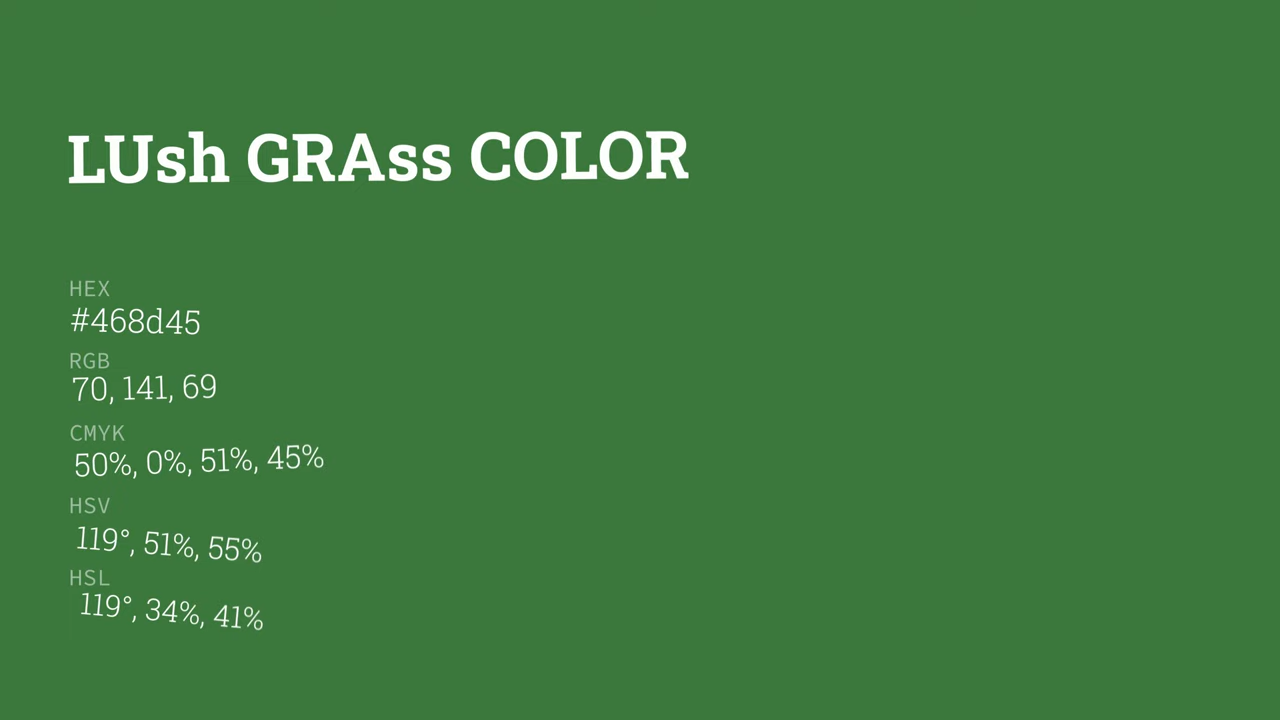 LUsh GRAss COLOR
HEX
#468d45
RGB
70, 141, 69
CMYK
50%, 0%, 51%, 45%
HSV
119°, 51%, 55%
HSL
119°, 34%, 41%